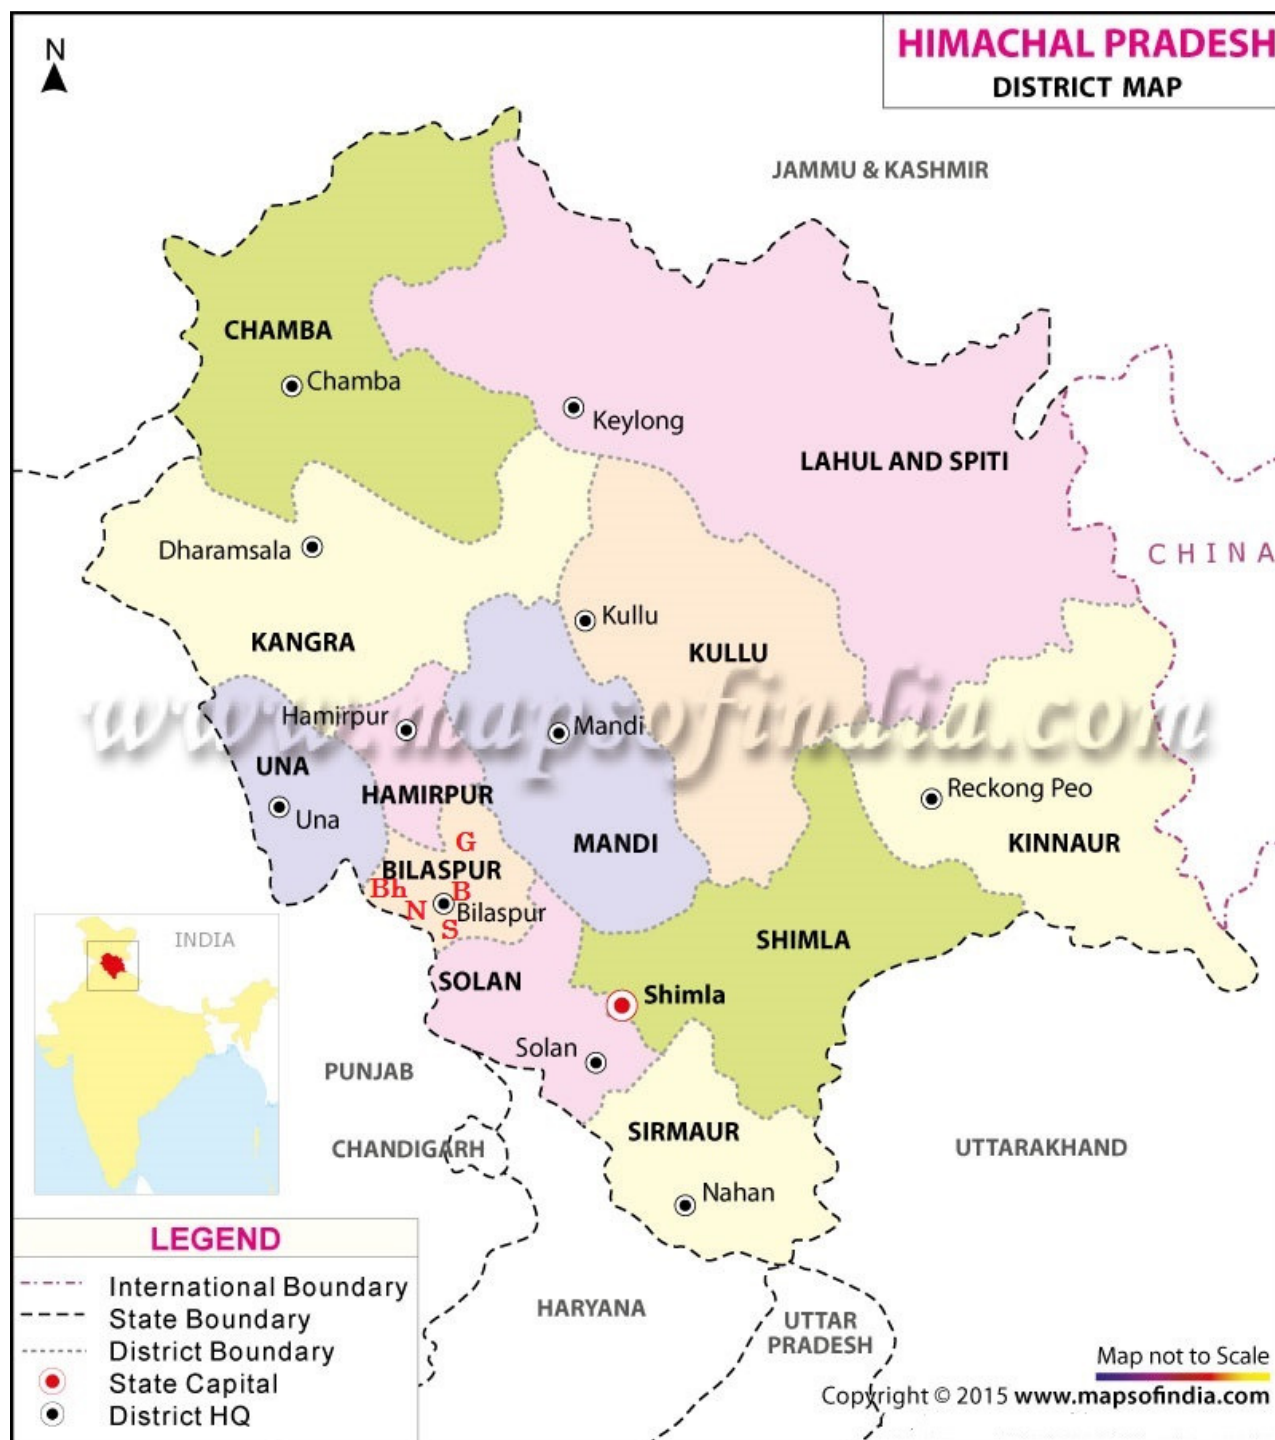 HIMACHAL PRADESH
DISTRICT MAP
N
JAMMU & KASHMIR
CHAMBA
Chamba
Keylong
LAHUL AND SPITI
CHINA
Dharamsala
Kullu
KANGRA
KULLU
www.mapsofindia.com
Hamirpur
Mandi
UNA
Una
HAMIRPUR
Reckong Peo
KINNAUR
MANDI
G
BILASPUR
Bh
B
N
Bilaspur
S
SHIMLA
INDIA
SOLAN
Shimla
Solan
PUNJAB
SIRMAUR
CHANDIGARH
UTTARAKHAND
Nahan
LEGEND
International Boundary
State Boundary
District Boundary
State Capital
District HQ
HARYANA
UTTAR
PRADESH
Map not to Scale
Copyright © 2015 www.mapsofindia.com